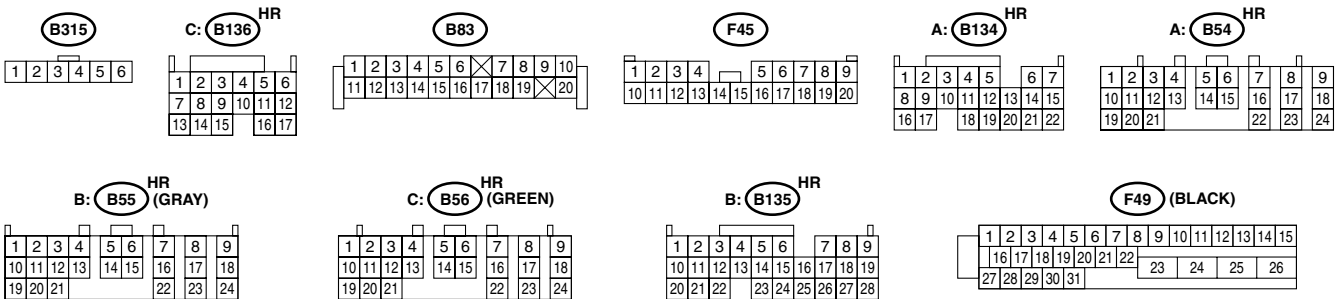 B315
1 2 3 4 5 6
C: B136 HR
1 2 3 4 5 6
7 8 9 10 11 12
13 14 15 16 17
B83
1 2 3 4 5 6 7 8 9 10
11 12 13 14 15 16 17 18 19 20
F45
1 2 3 4 5 6 7 8 9
10 11 12 13 14 15 16 17 18 19 20
A: B134 HR
1 2 3 4 5 6 7
8 9 10 11 12 13 14 15
16 17 18 19 20 21 22
A: B54 HR
1 2 3 4 5 6 7 8 9
10 11 12 13 14 15 16 17 18
19 20 21 22 23 24
B: B55 HR (GRAY)
1 2 3 4 5 6 7 8 9
10 11 12 13 14 15 16 17 18
19 20 21 22 23 24
C: B56 HR (GREEN)
1 2 3 4 5 6 7 8 9
10 11 12 13 14 15 16 17 18
19 20 21 22 23 24
B: B135 HR
1 2 3 4 5 6 7 8 9
10 11 12 13 14 15 16 17 18 19
20 21 22 23 24 25 26 27 28
F49 (BLACK)
1 2 3 4 5 6 7 8 9 10 11 12 13 14 15
16 17 18 19 20 21 22 23 24 25 26
27 28 29 30 31